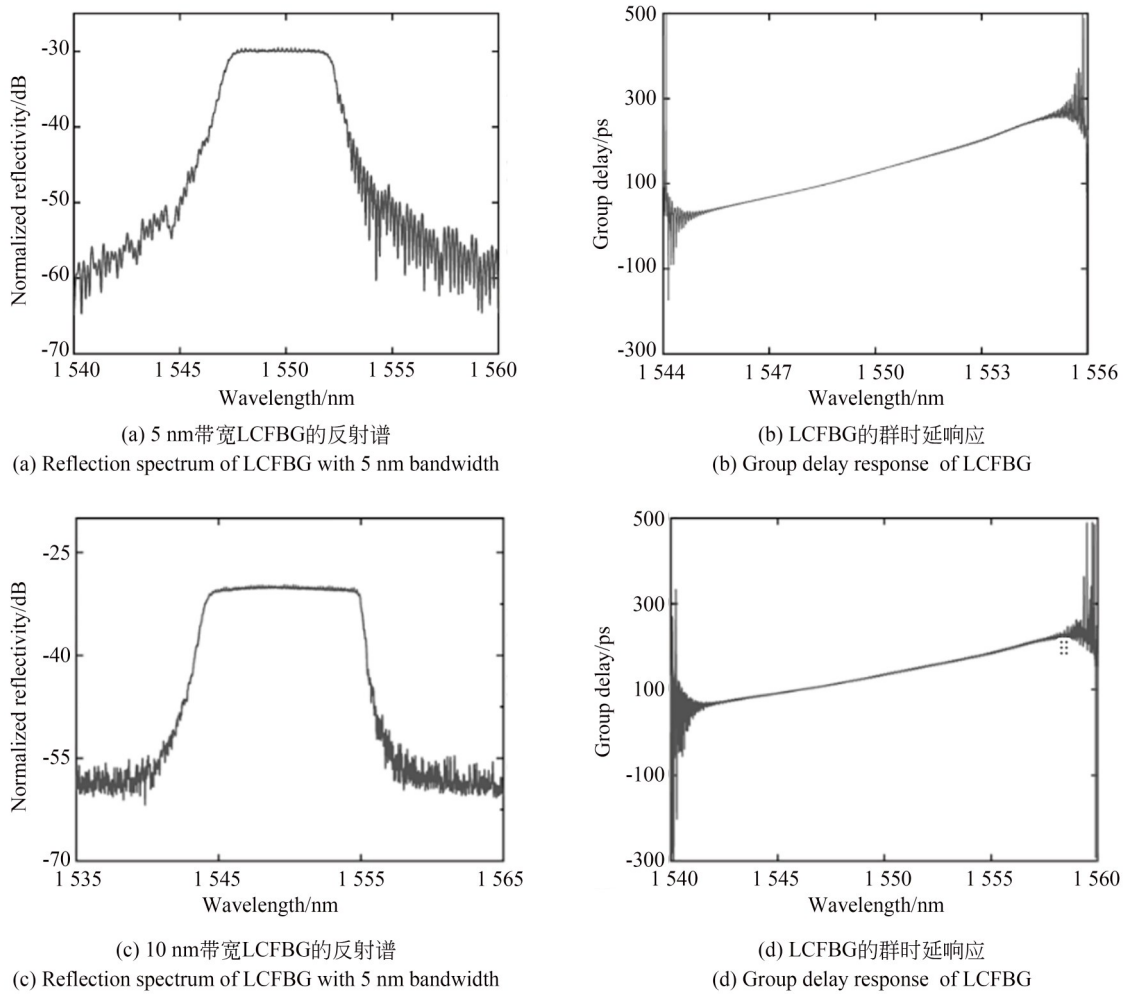 -30
-40
-50
-60
-70
Normalized reflectivity/dB
1 540 1 545 1 550 1 555 1 560
Wavelength/nm
(a) 5 nm带宽LCFBG的反射谱
(a) Reflection spectrum of LCFBG with 5 nm bandwidth
500
300
100
-100
-300
Group delay/ps
1 544 1 547 1 550 1 553 1 556
Wavelength/nm
(b) LCFBG的群时延响应
(b) Group delay response of LCFBG
-25
-40
-55
-70
Normalized reflectivity/dB
1 535 1 545 1 555 1 565
Wavelength/nm
(c) 10 nm带宽LCFBG的反射谱
(c) Reflection spectrum of LCFBG with 5 nm bandwidth
500
300
100
-100
-300
Group delay/ps
1 540 1 545 1 550 1 555 1 560
Wavelength/nm
(d) LCFBG的群时延响应
(d) Group delay response of LCFBG